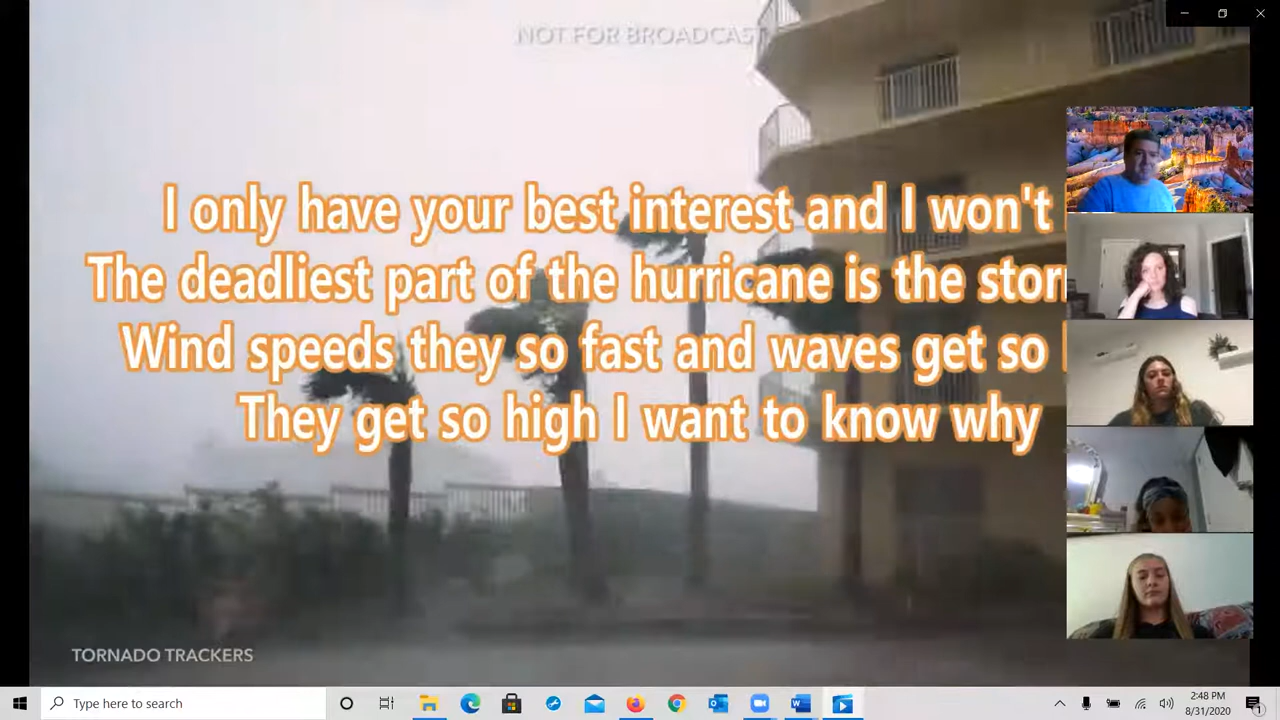 NOT FOR BROADCAST
I only have your best interest and I won't
The deadliest part of the hurricane is the
Wind speeds they so fast and waves get so
They get so high I want to know why
TORNADO TRACKERS
Type here to search
2:48 PM
8/31/2020
1